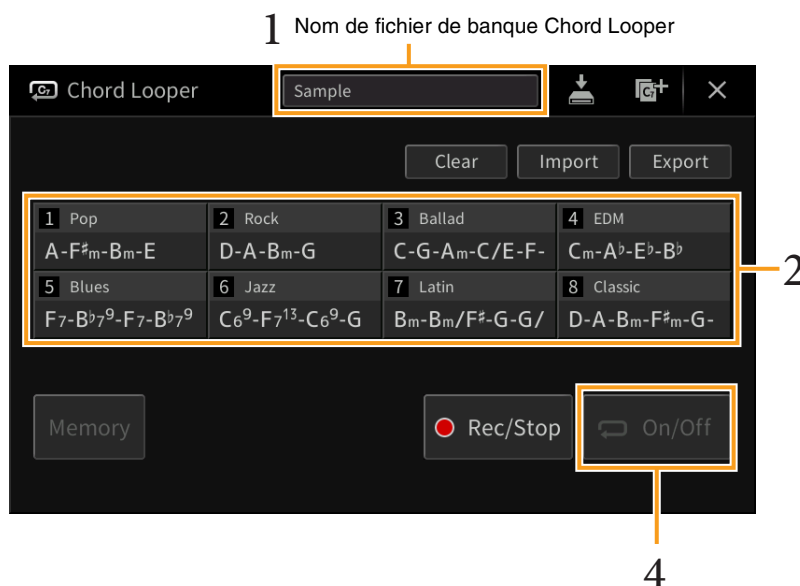 1 Nom de fichier de banque Chord Looper
C7 Chord Looper Sample C7
Clear Import Export
1 Pop 2 Rock 3 Ballad 4 EDM
A-F♯m-Bm-E D-A-Bm-G C-G-Am-C/E-F- Cm-A♭-E♭-B♭
2
5 Blues 6 Jazz 7 Latin 8 Classic
F7-B♭7⁹-F7-B♭7⁹ C6⁹-F7¹³-C6⁹-G Bm-Bm/F♯-G-G/ D-A-Bm-F♯m-G-
Memory Rec/Stop On/Off
4